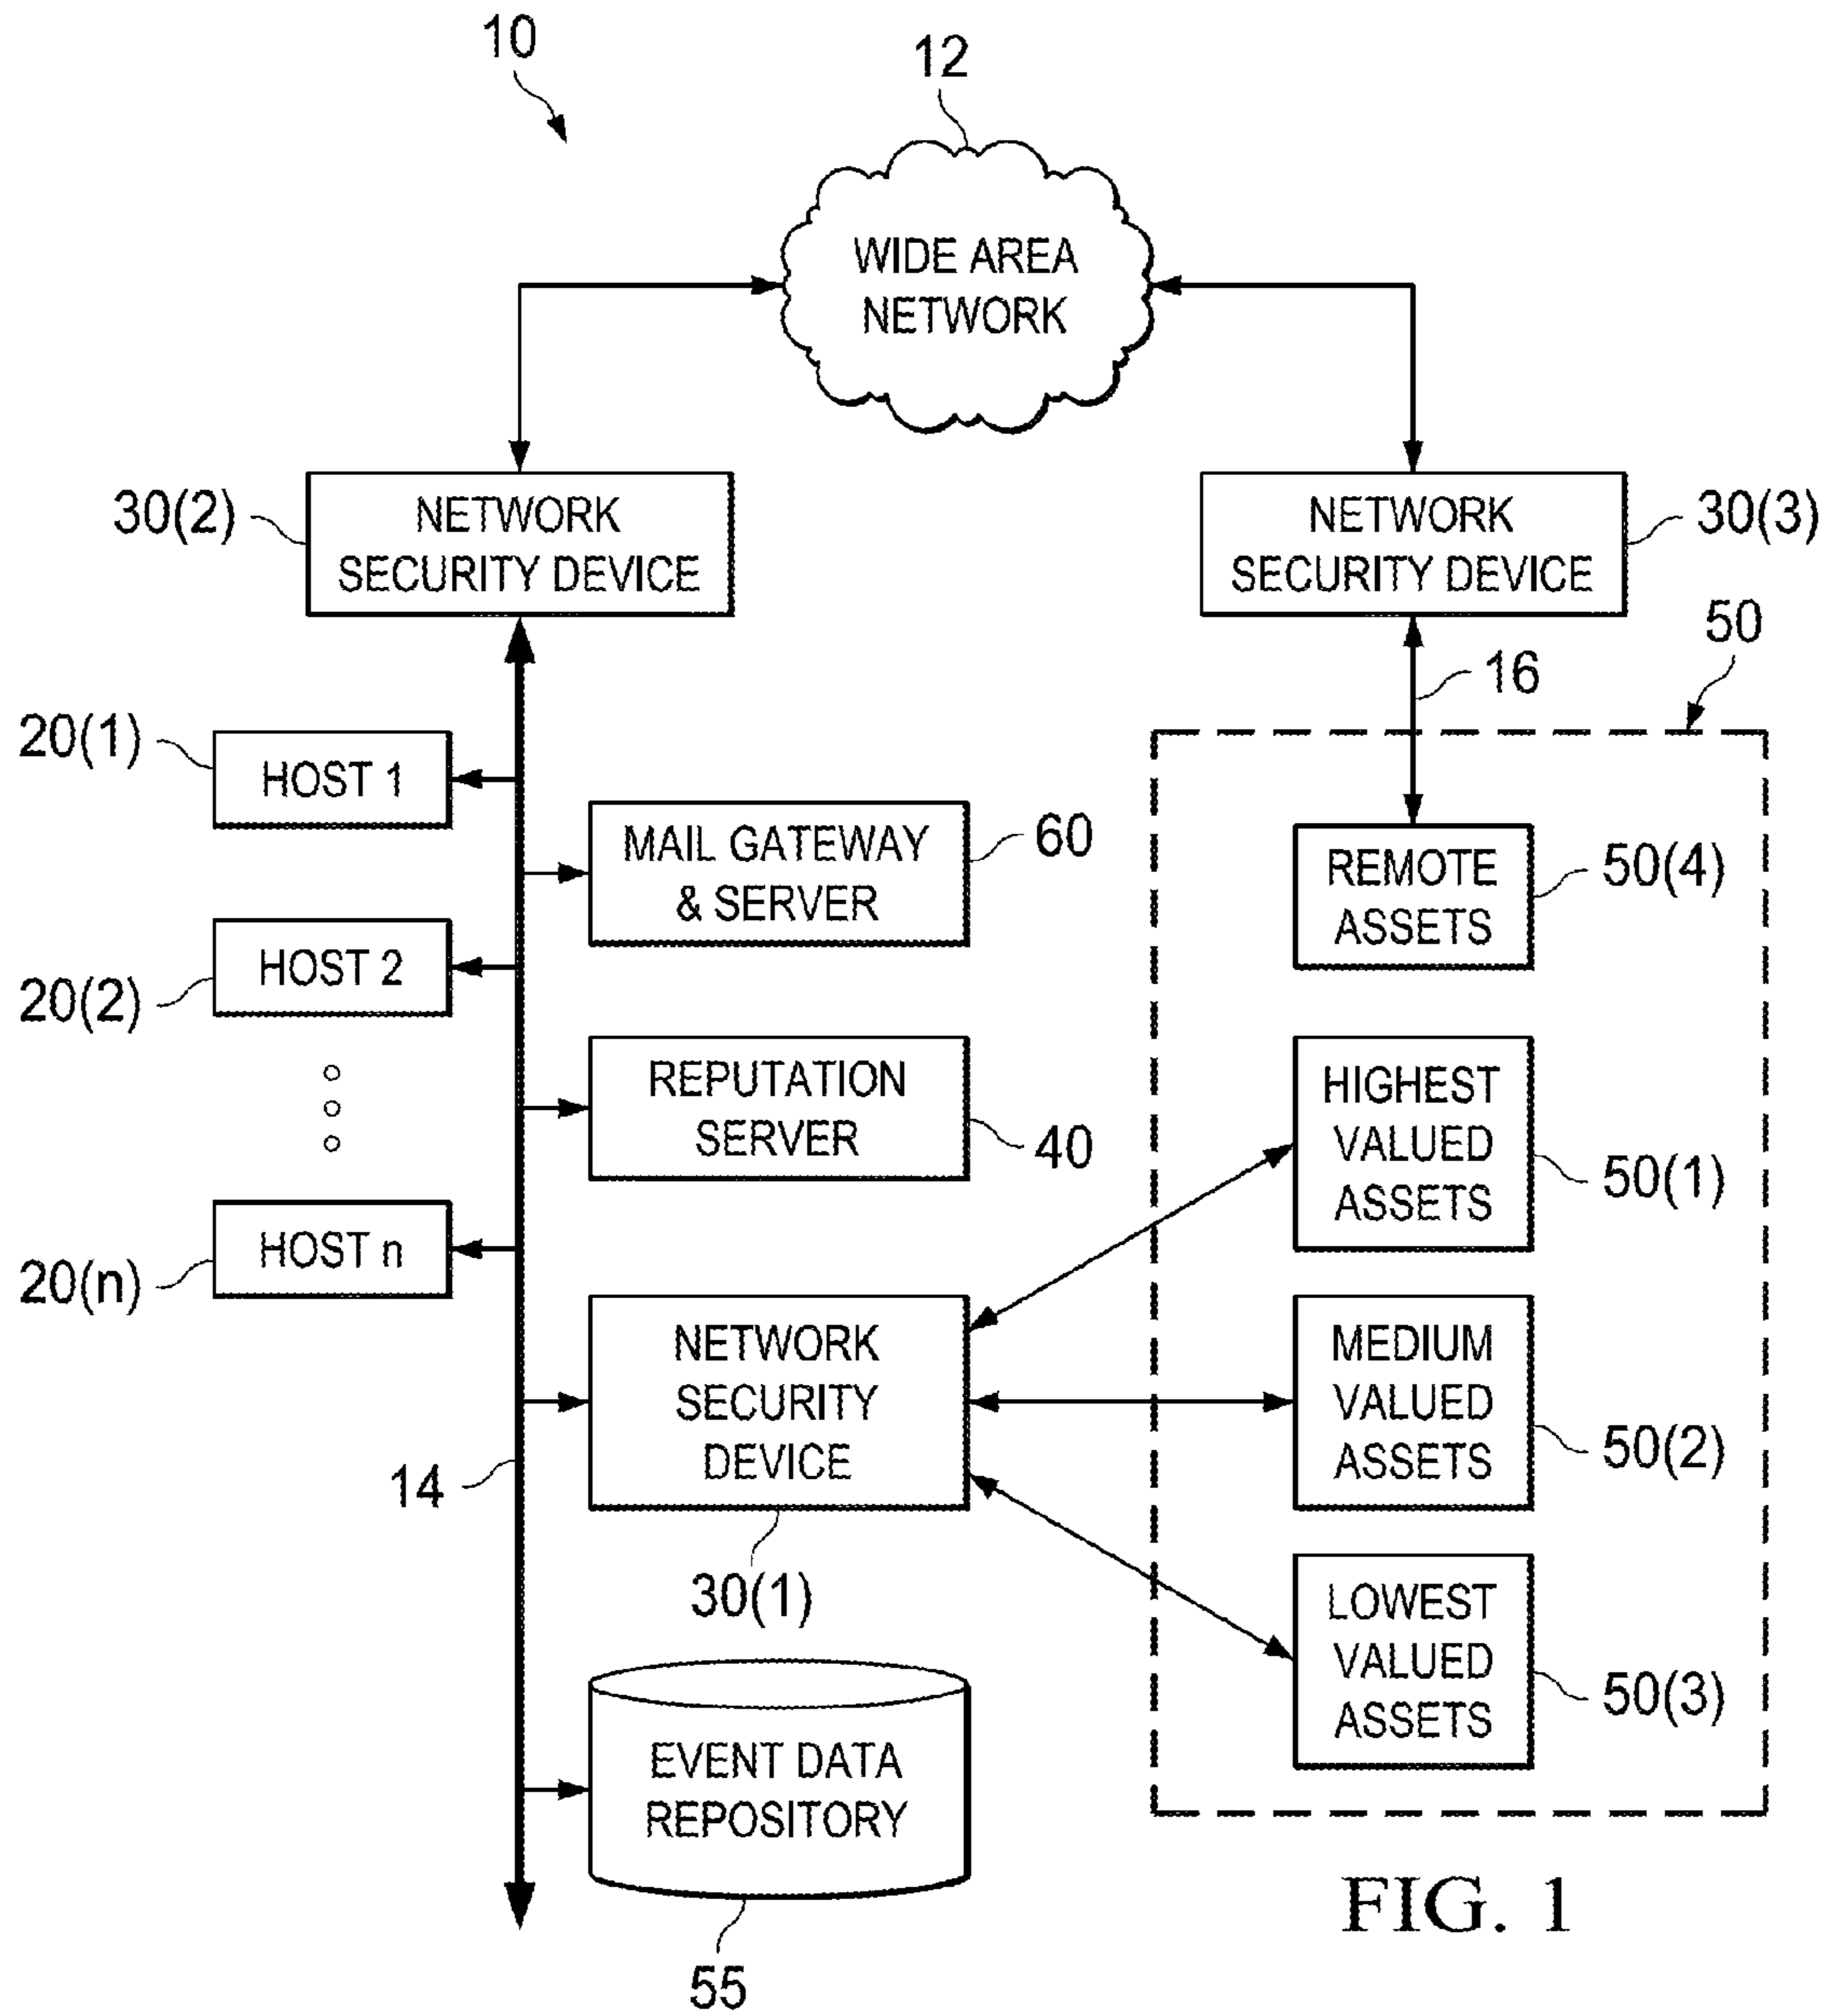 10
12
WIDE AREA
NETWORK
30(2)
NETWORK
SECURITY DEVICE
NETWORK
SECURITY DEVICE
30(3)
50
16
20(1)
HOST 1
MAIL GATEWAY
& SERVER
60
REMOTE
ASSETS
50(4)
HOST 2
20(2)
REPUTATION
SERVER
40
HIGHEST
VALUED
ASSETS
50(1)
HOST n
20(n)
NETWORK
SECURITY
DEVICE
30(1)
MEDIUM
VALUED
ASSETS
50(2)
14
LOWEST
VALUED
ASSETS
50(3)
EVENT DATA
REPOSITORY
55
FIG. 1